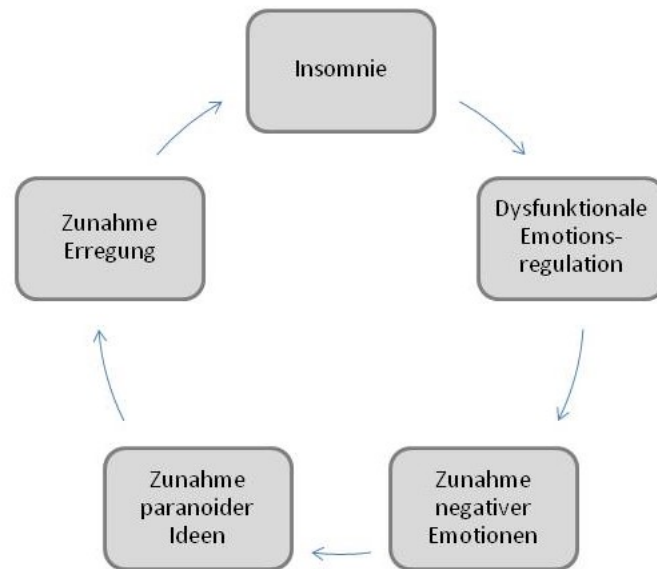 Insomnie
Dysfunktionale
Emotions-
regulation
Zunahme
negativer
Emotionen
Zunahme
paranoider
Ideen
Zunahme
Erregung